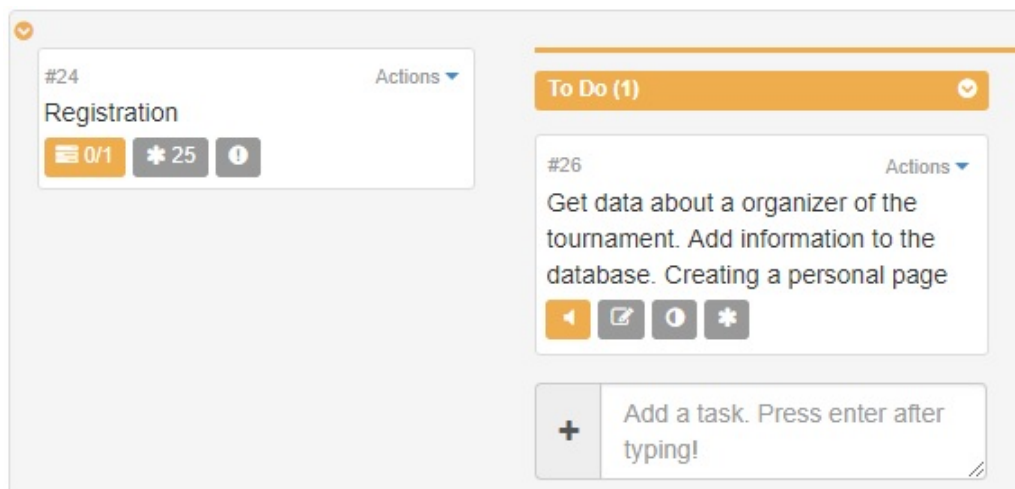 #24 Actions
Registration
0/1 25
To Do (1)
#26 Actions
Get data about a organizer of the
tournament. Add information to the
database. Creating a personal page
+ Add a task. Press enter after
typing!